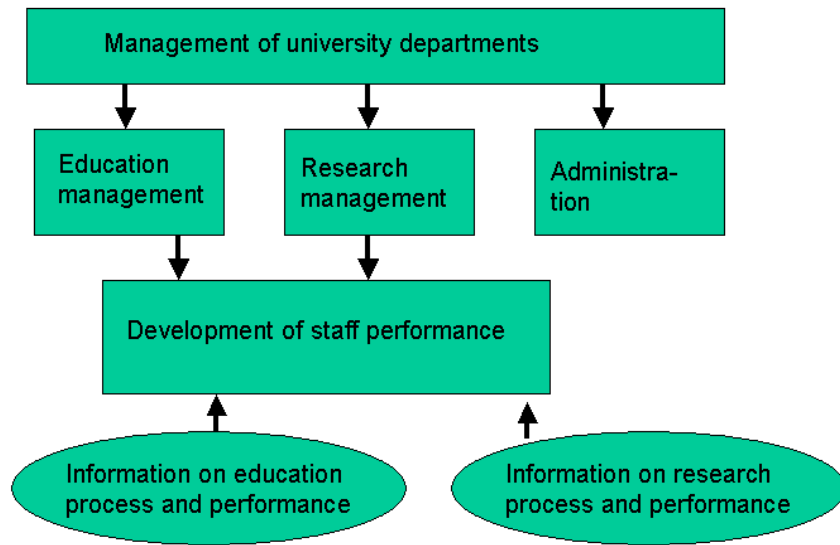 Management of university departments
Education
management
Research
management
Administra-
tion
Development of staff performance
Information on education
process and performance
Information on research
process and performance